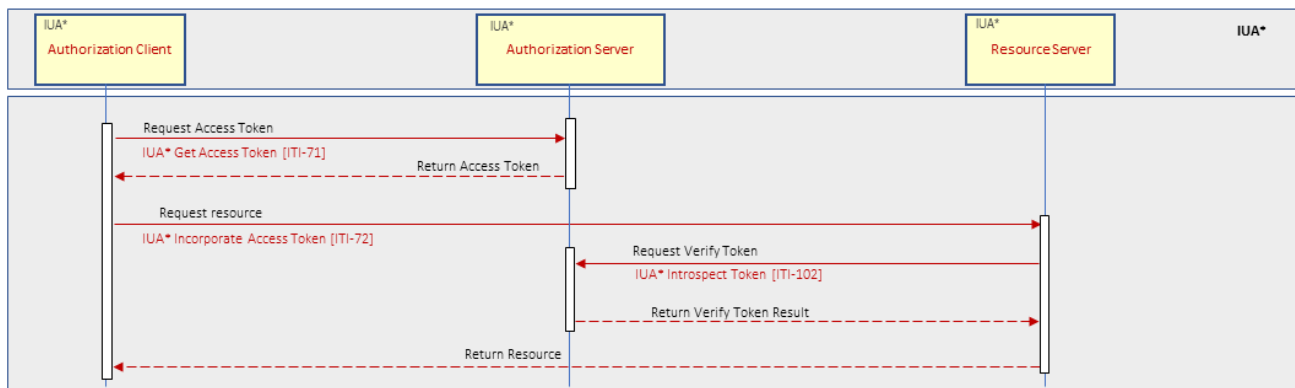 IUA*
Authorization Client
IUA*
Authorization Server
IUA*
Resource Server
IUA*
Request Access Token
IUA* Get Access Token [ITI-71]
Return Access Token
Request resource
IUA* Incorporate Access Token [ITI-72]
Request Verify Token
IUA* Introspect Token [ITI-102]
Return Verify Token Result
Return Resource